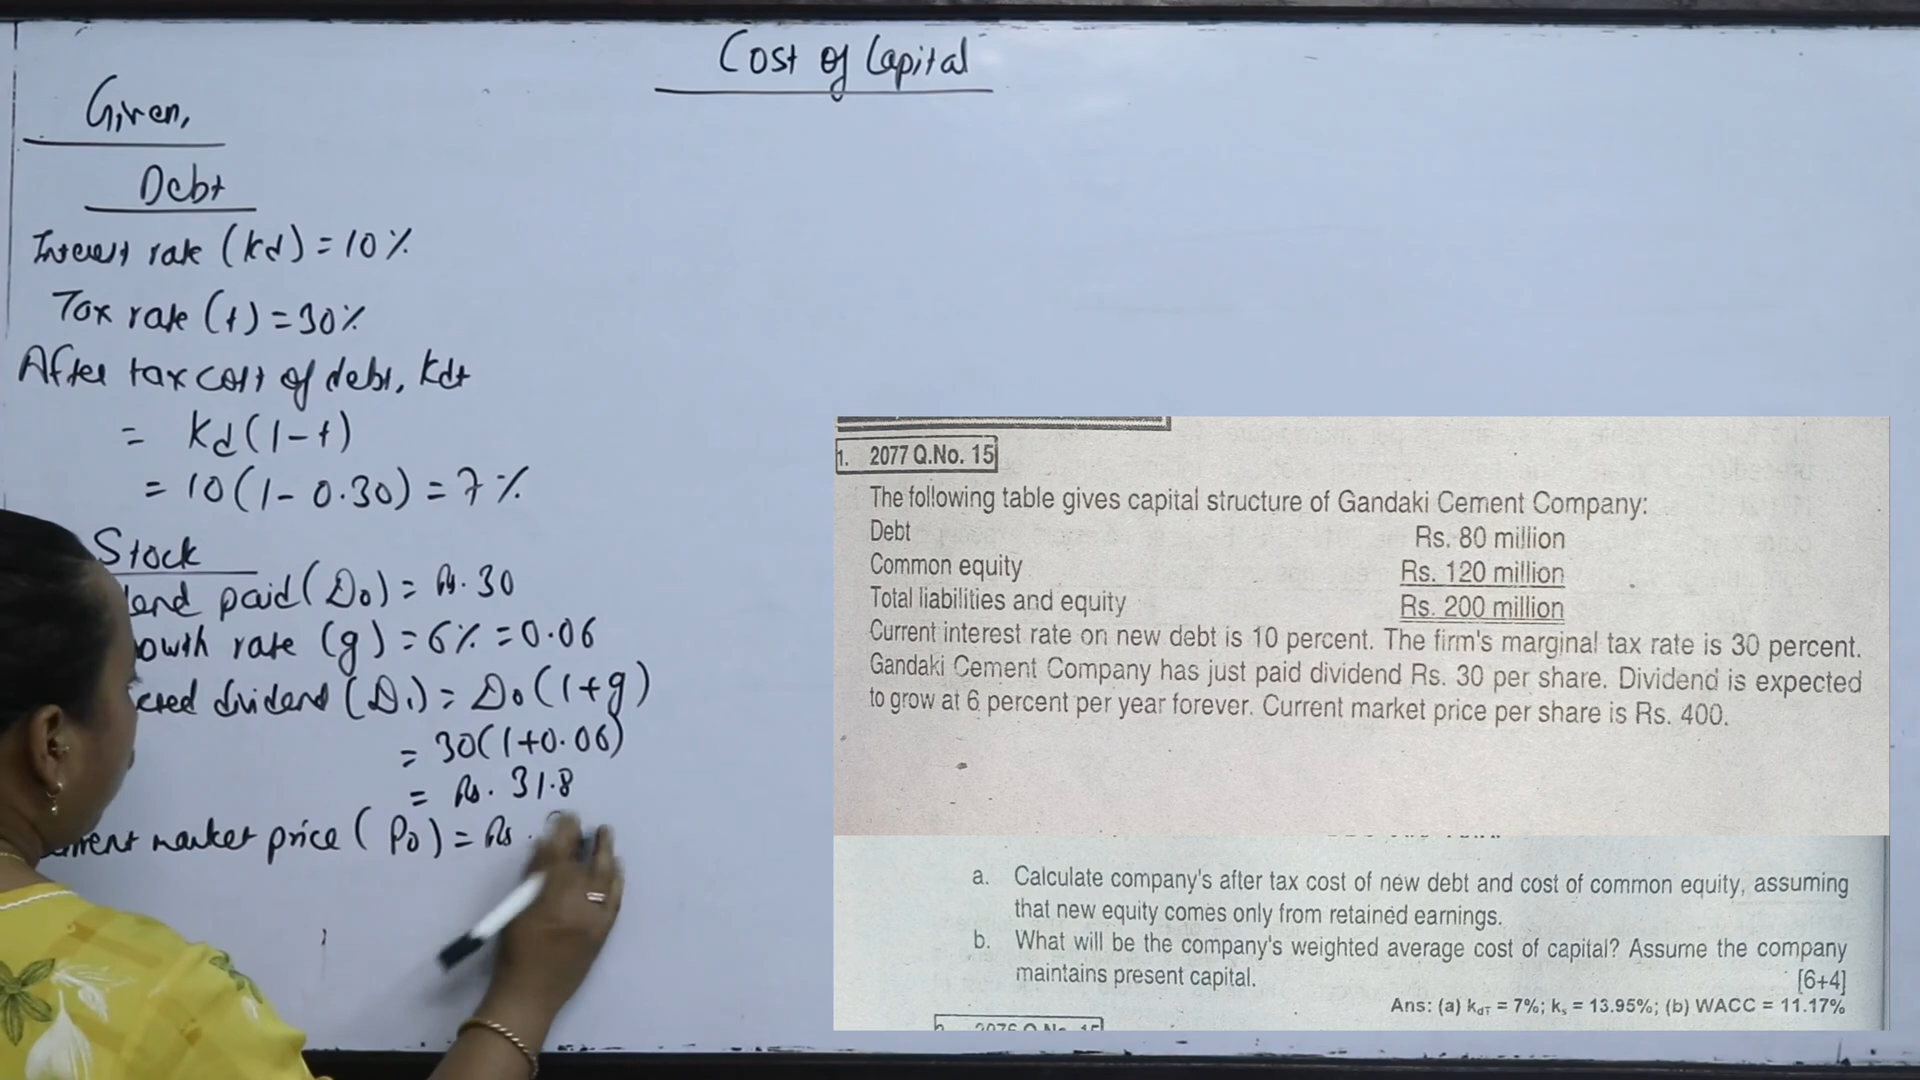 Cost of Capital
Given,
Debt
Interest rate (kd) = 10%
Tax rate (t) = 30%
After tax cost of debt, kdt
= kd(1-t)
= 10(1-0.30) = 7%
Stock
dend paid (D0) = Rs. 30
owth rate (g) = 6% = 0.06
cted dividend (D1) = D0(1+g)
= 30(1+0.06)
= Rs. 31.8
rrent market price (P0) = Rs.
1. 2077 Q.No. 15
The following table gives capital structure of Gandaki Cement Company:
Debt Rs. 80 million
Common equity Rs. 120 million
Total liabilities and equity Rs. 200 million
Current interest rate on new debt is 10 percent. The firm's marginal tax rate is 30 percent.
Gandaki Cement Company has just paid dividend Rs. 30 per share. Dividend is expected
to grow at 6 percent per year forever. Current market price per share is Rs. 400.
a. Calculate company's after tax cost of new debt and cost of common equity, assuming
that new equity comes only from retained earnings.
b. What will be the company's weighted average cost of capital? Assume the company
maintains present capital. [6+4]
Ans: (a) kdT = 7%; ks = 13.95%; (b) WACC = 11.17%